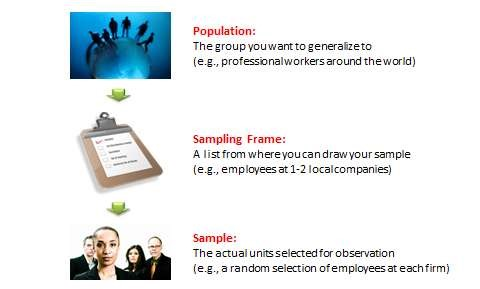 Population:
The group you want to generalize to
(e.g., professional workers around the world)
Sampling Frame:
A list from where you can draw your sample
(e.g., employees at 1-2 local companies)
Sample:
The actual units selected for observation
(e.g., a random selection of employees at each firm)